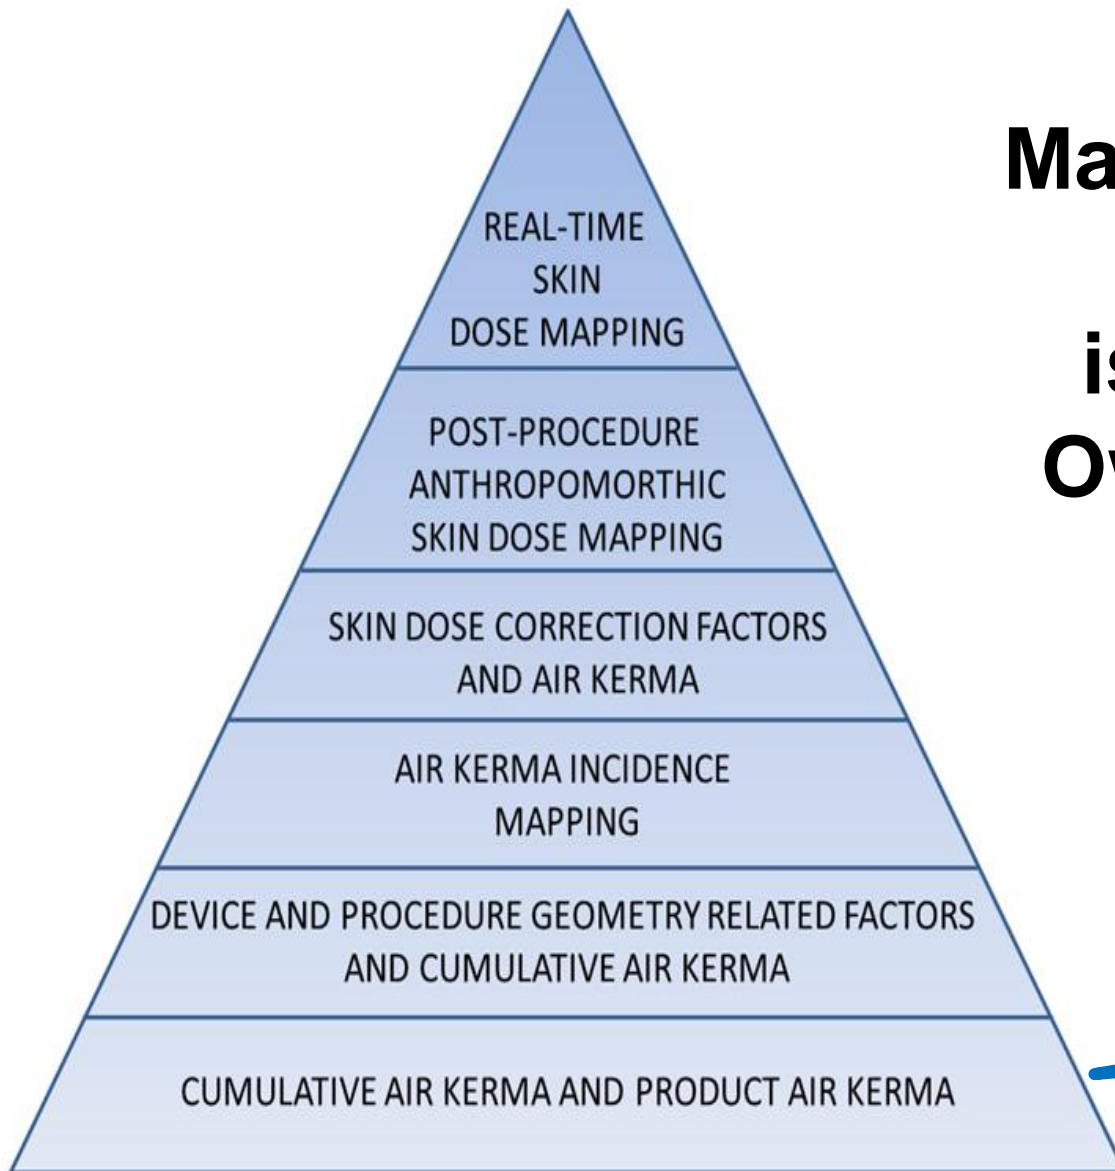 REAL-TIME
SKIN
DOSE MAPPING
POST-PROCEDURE
ANTHROPOMORTHIC
SKIN DOSE MAPPING
SKIN DOSE CORRECTION FACTORS
AND AIR KERMA
AIR KERMA INCIDENCE
MAPPING
DEVICE AND PROCEDURE GEOMETRY RELATED FACTORS
AND CUMULATIVE AIR KERMA
CUMULATIVE AIR KERMA AND PRODUCT AIR KERMA